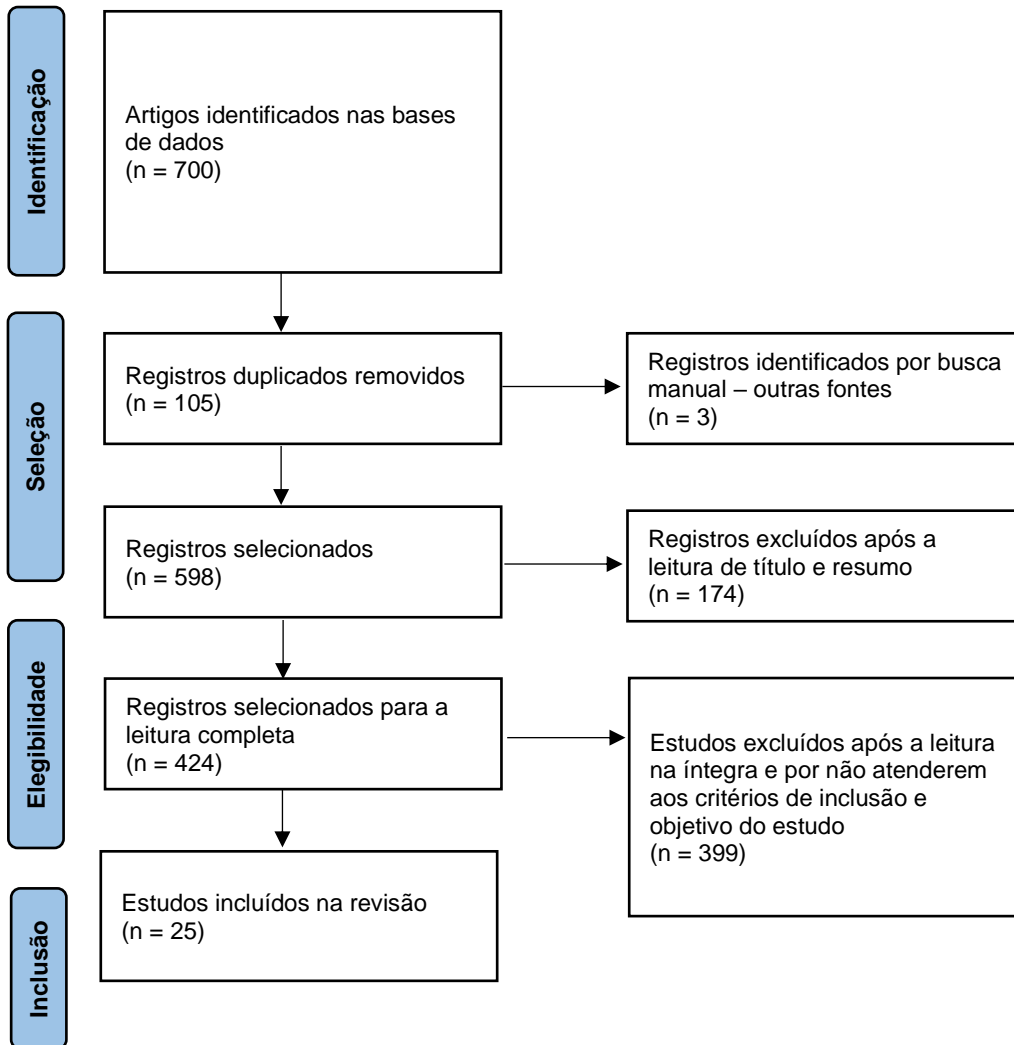 Identificação
Artigos identificados nas bases
de dados
(n = 700)
Seleção
Registros duplicados removidos
(n = 105)
Registros identificados por busca
manual – outras fontes
(n = 3)
Registros selecionados
(n = 598)
Registros excluídos após a
leitura de título e resumo
(n = 174)
Elegibilidade
Registros selecionados para a
leitura completa
(n = 424)
Estudos excluídos após a leitura
na íntegra e por não atenderem
aos critérios de inclusão e
objetivo do estudo
(n = 399)
Inclusão
Estudos incluídos na revisão
(n = 25)